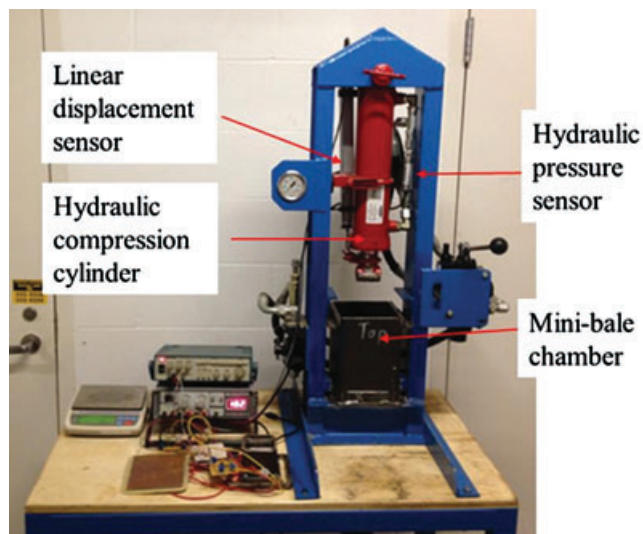 Linear
displacement
sensor
Hydraulic
compression
cylinder
Hydraulic
pressure
sensor
Mini-bale
chamber
Top